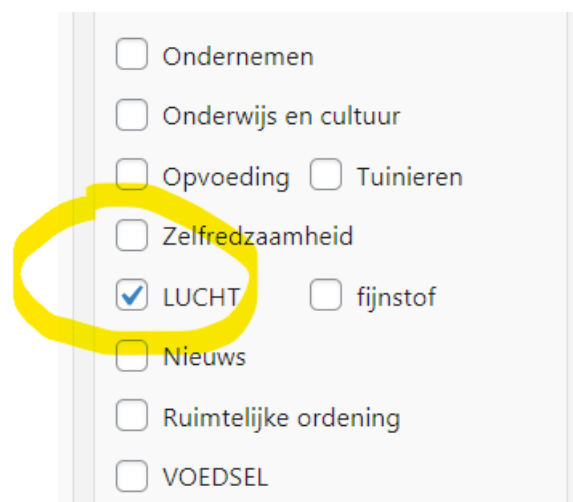 Ondernemen
Onderwijs en cultuur
Opvoeding Tuinieren
Zelfredzaamheid
LUCHT fijnstof
Nieuws
Ruimtelijke ordening
VOEDSEL